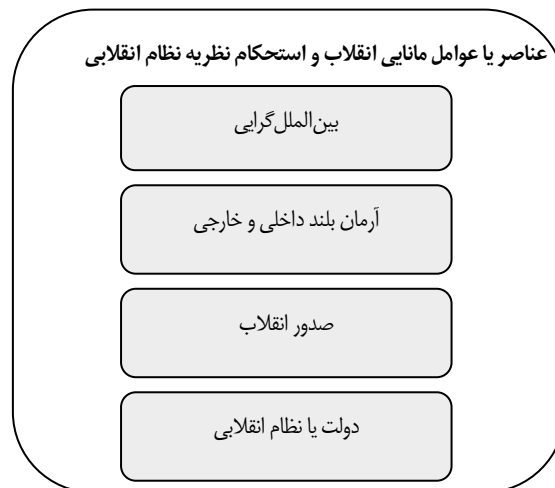 عناصر یا عوامل مانایی انقلاب و استحکام نظریه نظام انقلابی
بین‌الملل‌گرایی
آرمان بلند داخلی و خارجی
صدور انقلاب
دولت یا نظام انقلابی